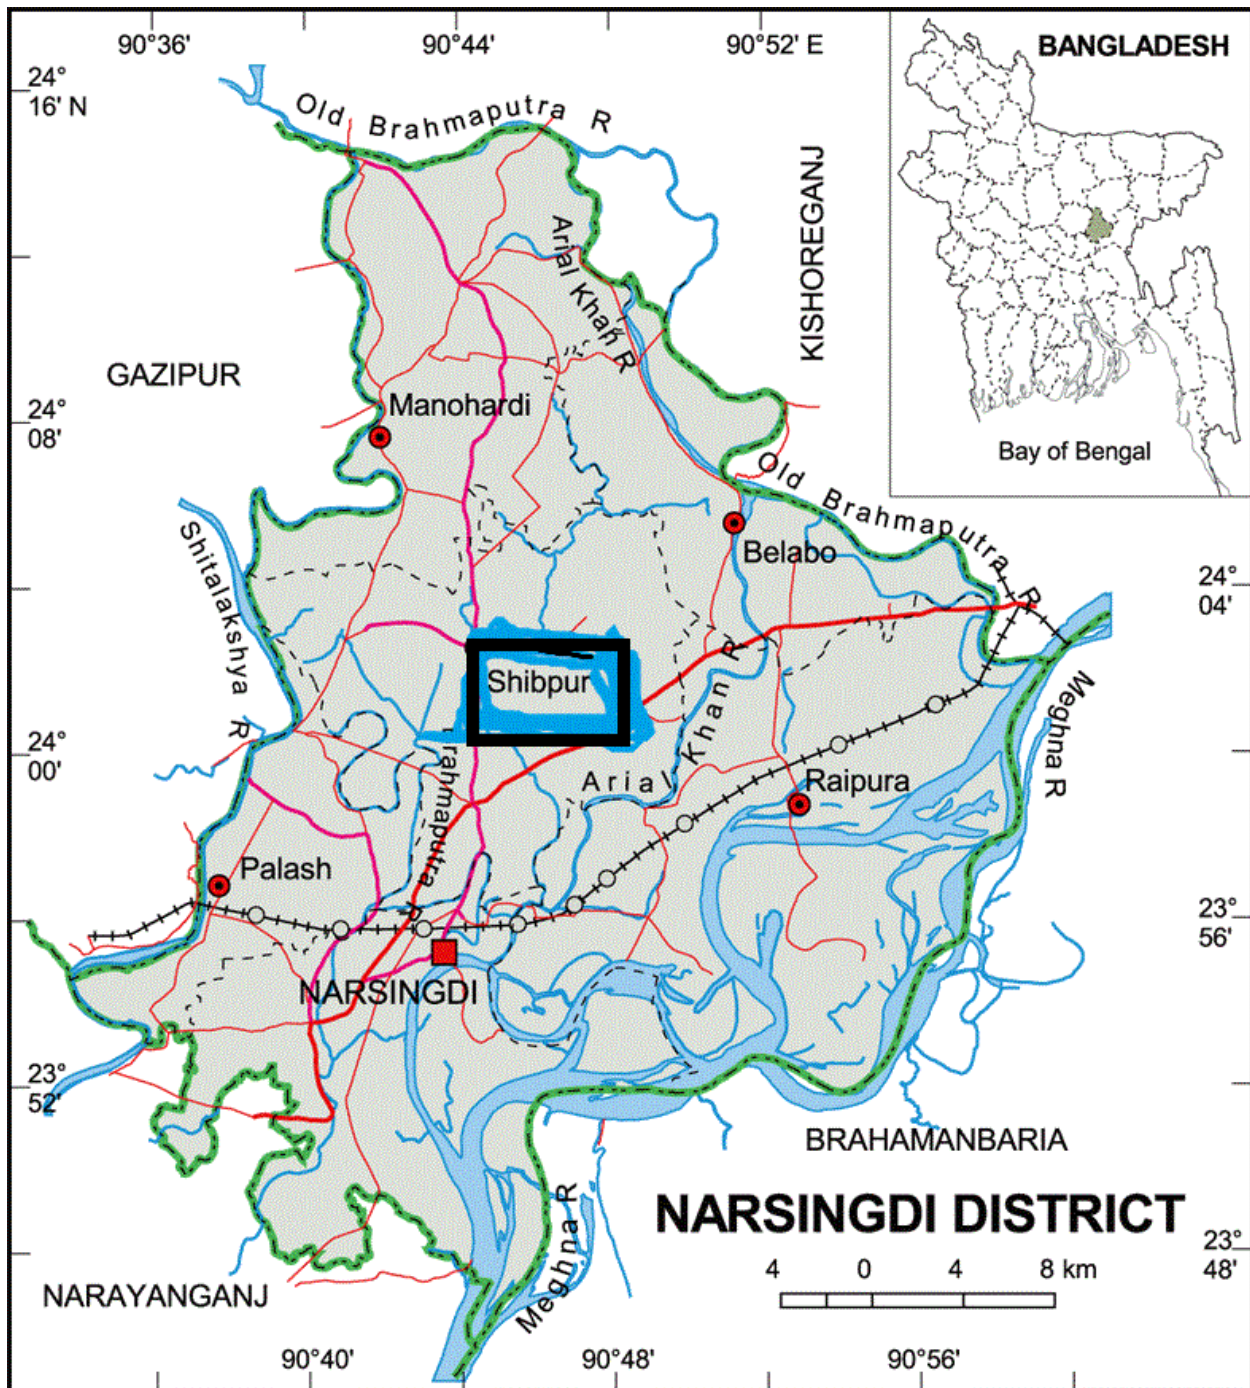 90°36'
90°44'
90°52' E
BANGLADESH
24°
16' N
Old Brahmaputra R
KISHOREGANJ
Arial Khan R
GAZIPUR
Manohardi
24°
08'
Bay of Bengal
Old Brahmaputra R
Shitalakshya R
Belabo
24°
04'
Shibpur
Arial Khan R
Meghna R
24°
00'
Raipura
rahmaputra R
Palash
23°
56'
NARSINGDI
23°
52'
BRAHAMANBARIA
NARSINGDI DISTRICT
Meghna R
23°
48'
4 0 4 8 km
NARAYANGANJ
90°40'
90°48'
90°56'